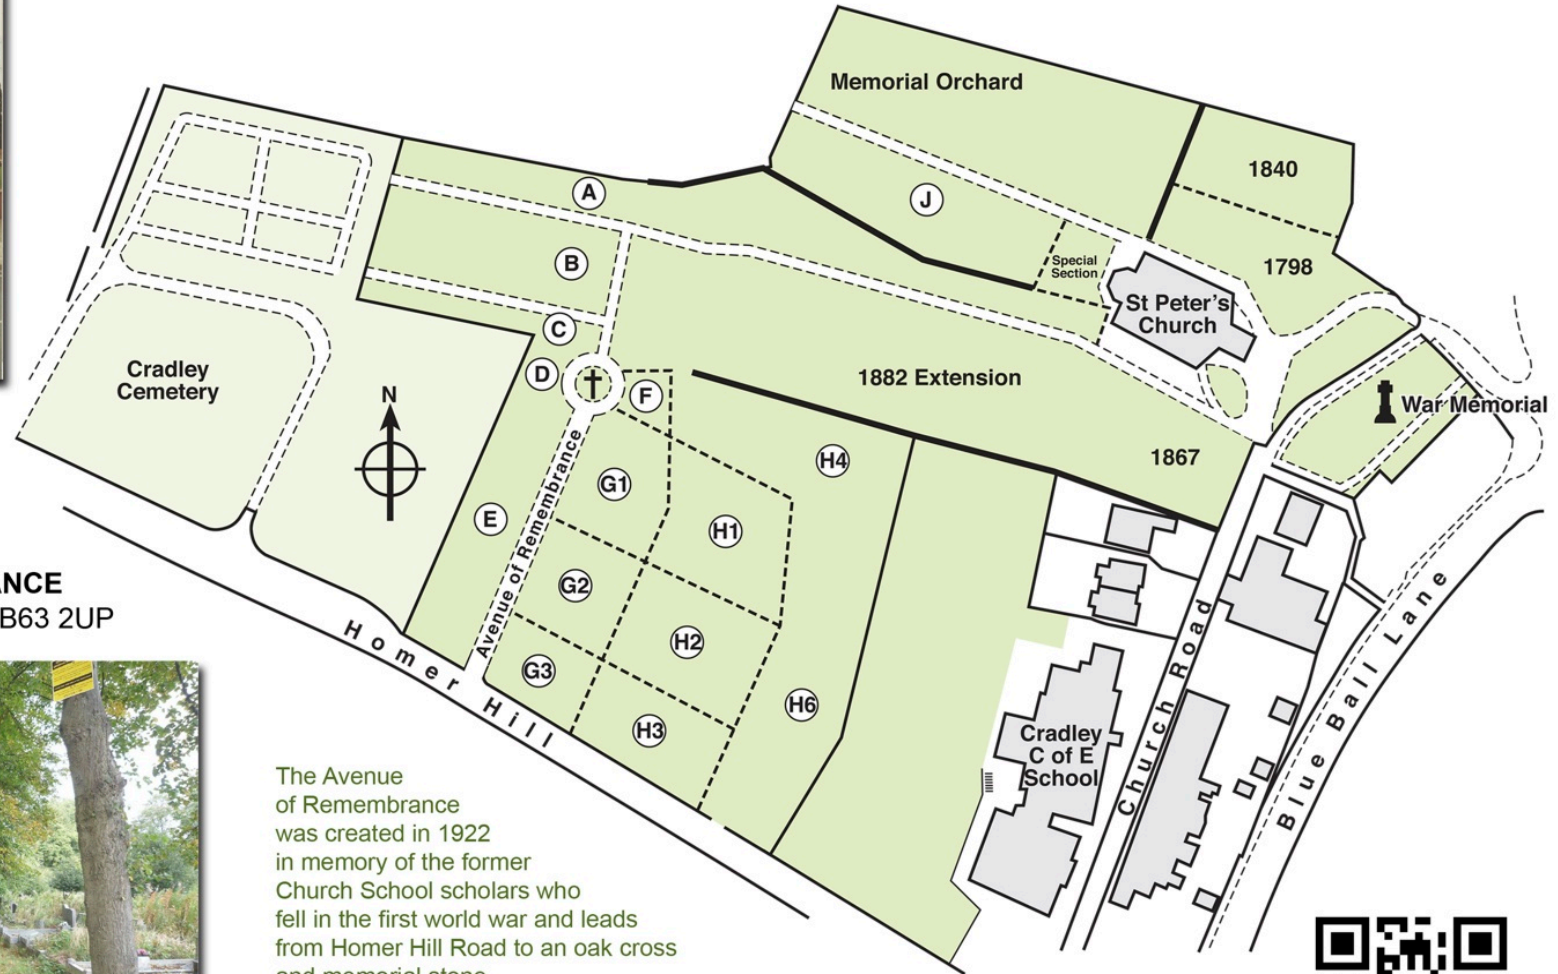 Memorial Orchard
1840
A
J
B
Special
Section
1798
St Peter's
Church
C
Cradley
Cemetery
D
F
N
1882 Extension
War Memorial
H4
1867
G1
E
H1
Avenue of Remembrance
G2
H2
G3
H6
H3
Homer Hill
Cradley
C of E
School
Church Road
Blue Ball Lane
B63 2UP
The Avenue
of Remembrance
was created in 1922
in memory of the former
Church School scholars who
fell in the first world war and leads
from Homer Hill Road to an oak cross
and memorial stone